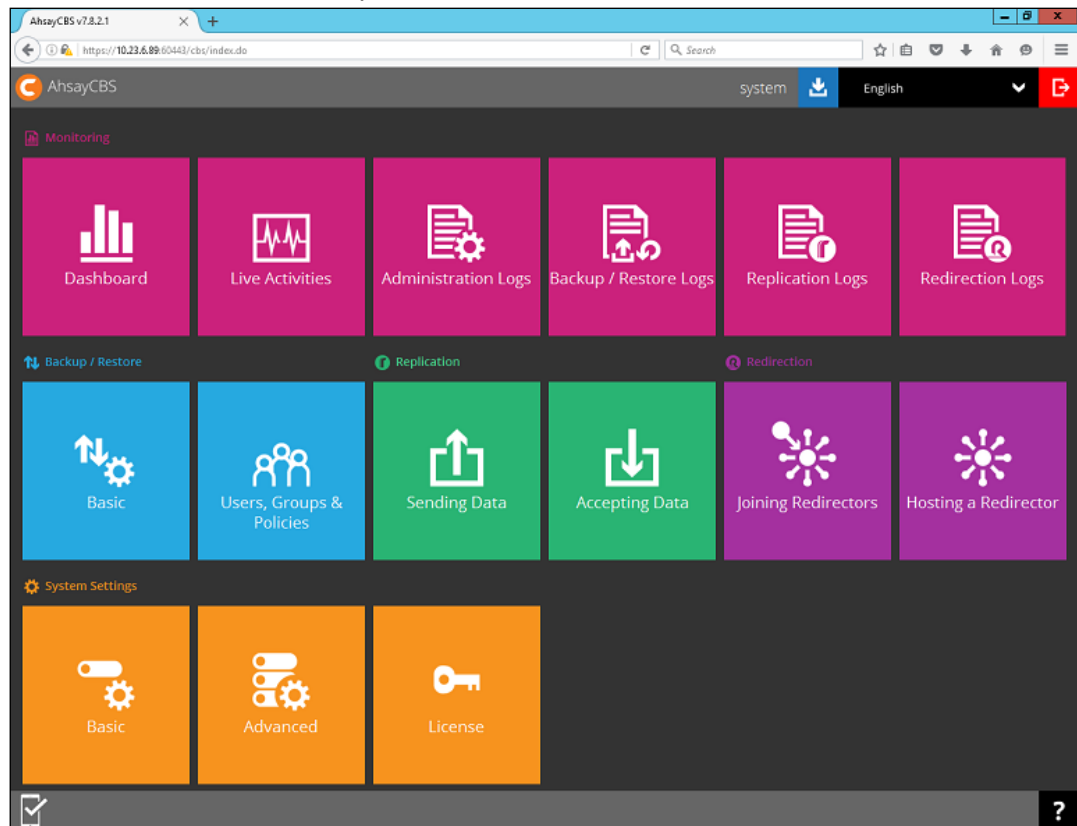 AhsayCBS v7.8.2.1
https://10.23.6.89:60443/cbs/index.do
Search
AhsayCBS
system
English
Monitoring
Dashboard
Live Activities
Administration Logs
Backup / Restore Logs
Replication Logs
Redirection Logs
Backup / Restore
Replication
Redirection
Basic
Users, Groups &
Policies
Sending Data
Accepting Data
Joining Redirectors
Hosting a Redirector
System Settings
Basic
Advanced
License
?